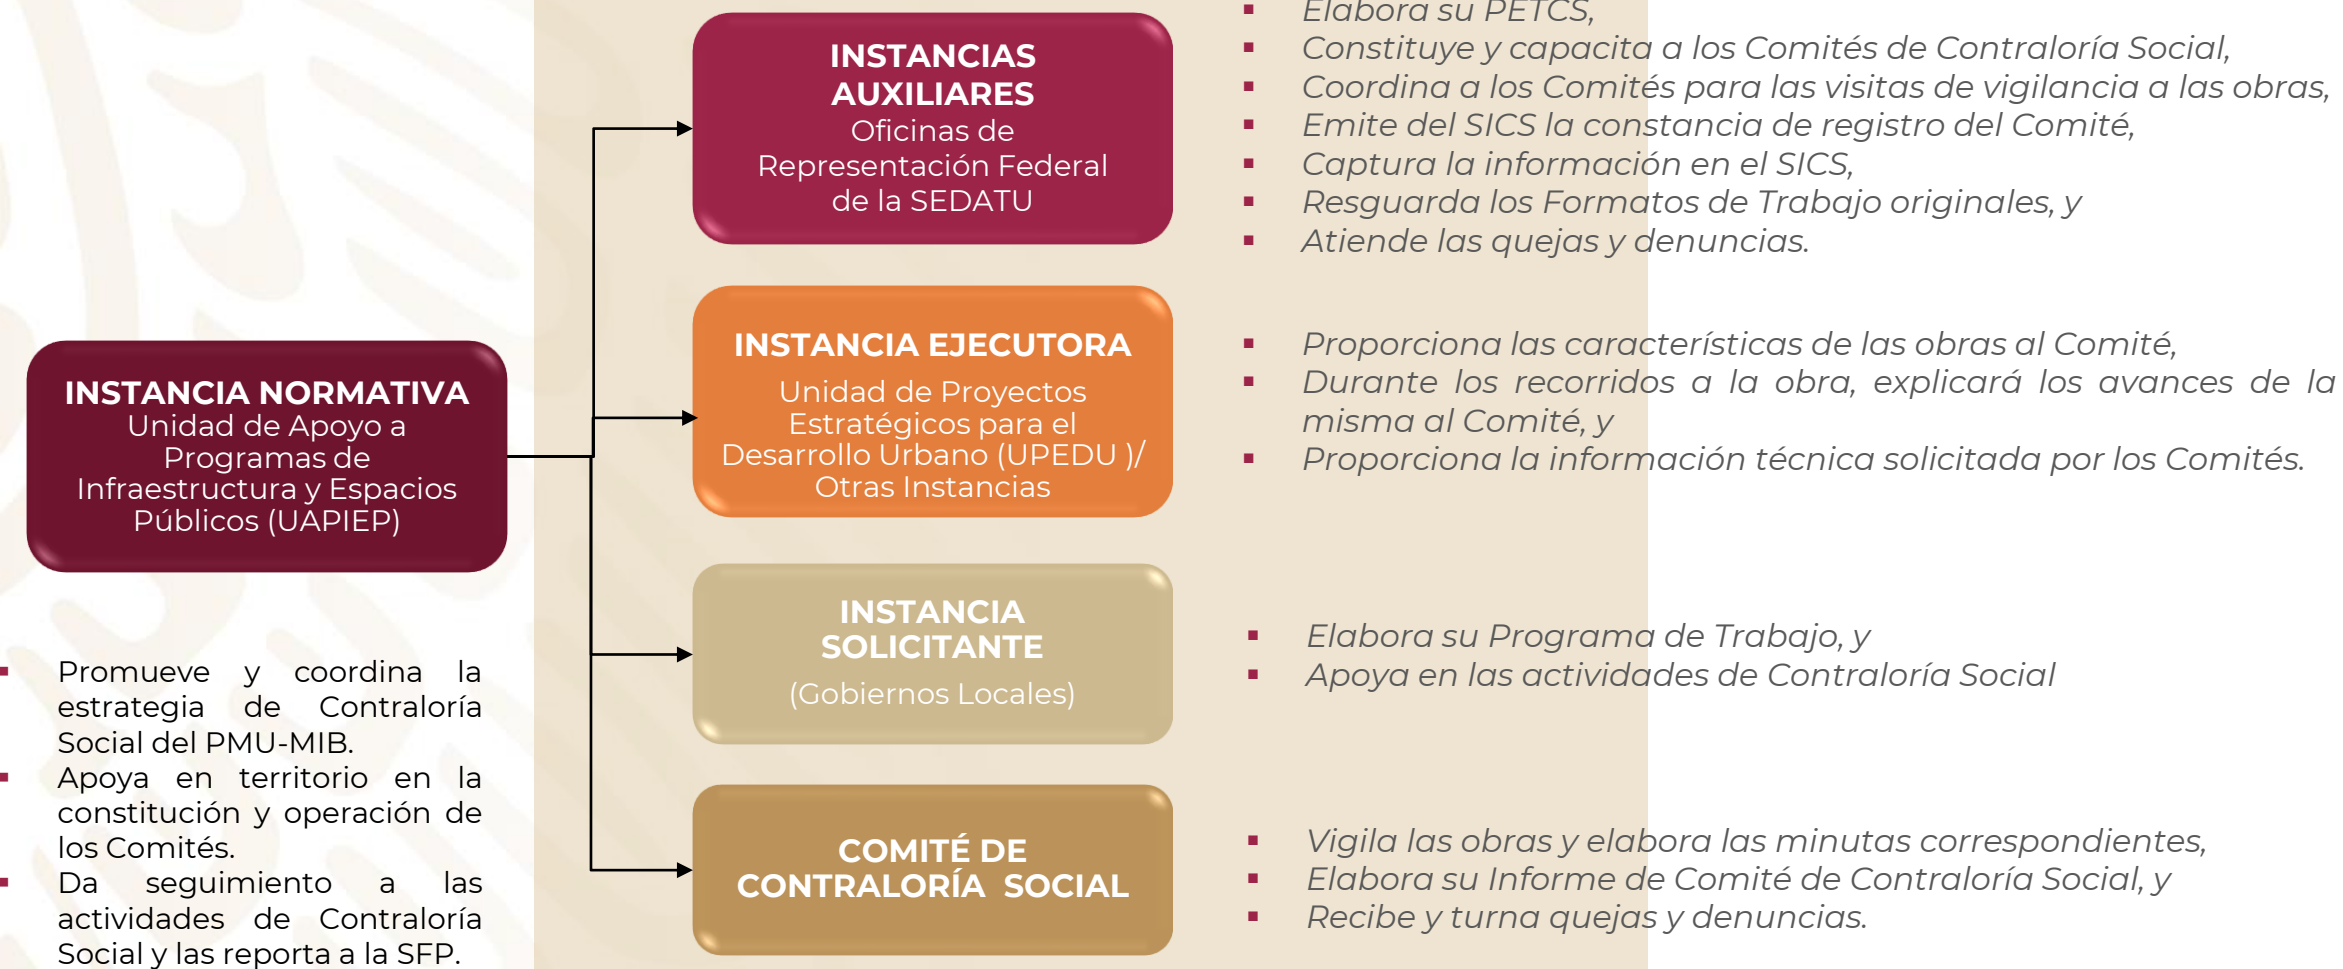 INSTANCIA NORMATIVA
Unidad de Apoyo a
Programas de
Infraestructura y Espacios
Públicos (UAPIEP)
Promueve y coordina la
estrategia de Contraloría
Social del PMU-MIB.
Apoya en territorio en la
constitución y operación de
los Comités.
Da seguimiento a las
actividades de Contraloría
Social y las reporta a la SFP.
INSTANCIAS
AUXILIARES
Oficinas de
Representación Federal
de la SEDATU
Elabora su PETCS,
Constituye y capacita a los Comités de Contraloría Social,
Coordina a los Comités para las visitas de vigilancia a las obras,
Emite del SICS la constancia de registro del Comité,
Captura la información en el SICS,
Resguarda los Formatos de Trabajo originales, y
Atiende las quejas y denuncias.
INSTANCIA EJECUTORA
Unidad de Proyectos
Estratégicos para el
Desarrollo Urbano (UPEDU )/
Otras Instancias
Proporciona las características de las obras al Comité,
Durante los recorridos a la obra, explicará los avances de la
misma al Comité, y
Proporciona la información técnica solicitada por los Comités.
INSTANCIA
SOLICITANTE
(Gobiernos Locales)
Elabora su Programa de Trabajo, y
Apoya en las actividades de Contraloría Social
COMITÉ DE
CONTRALORÍA SOCIAL
Vigila las obras y elabora las minutas correspondientes,
Elabora su Informe de Comité de Contraloría Social, y
Recibe y turna quejas y denuncias.